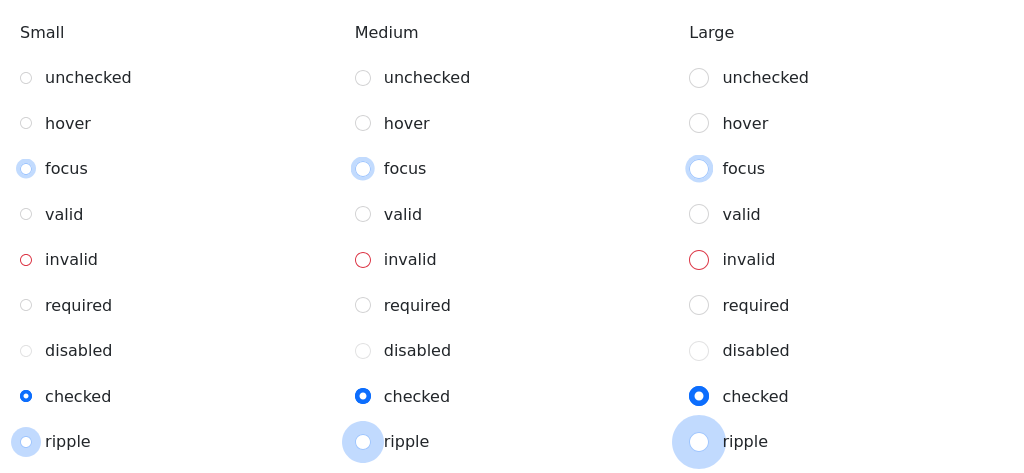 Small Medium Large
unchecked unchecked unchecked
hover hover hover
focus focus focus
valid valid valid
invalid invalid invalid
required required required
disabled disabled disabled
checked checked checked
ripple ripple ripple